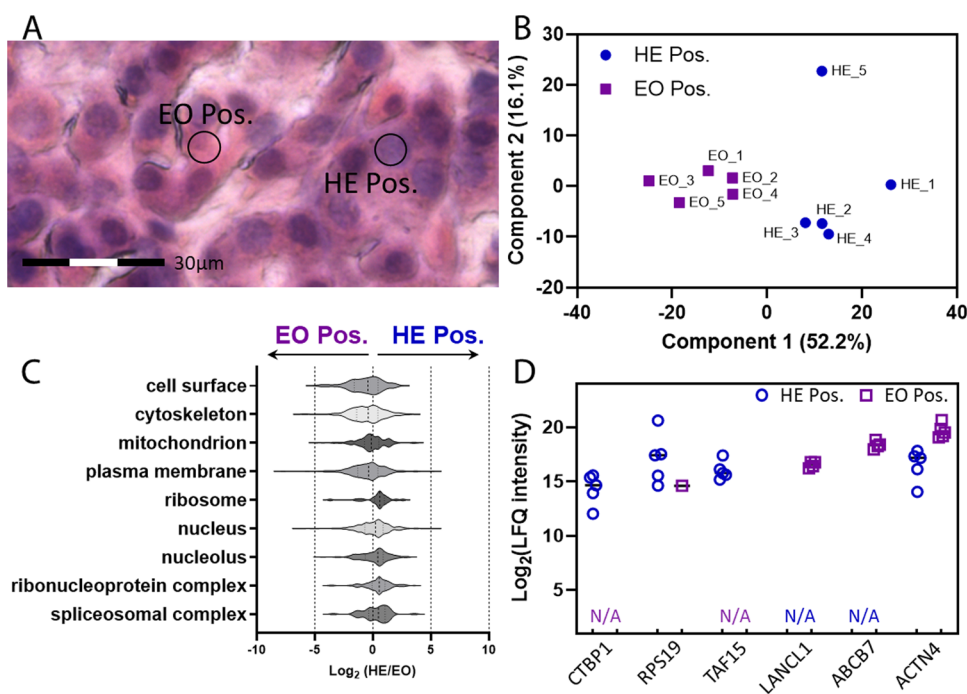 A
EO Pos.
HE Pos.
30µm
B
Component 2 (16.1%)
30
20
10
0
-10
-20
HE Pos.
EO Pos.
HE_5
EO_1
EO_2
EO_3
EO_4
EO_5
HE_1
HE_2
HE_3
HE_4
-40
-20
0
20
40
Component 1 (52.2%)
C
EO Pos.
HE Pos.
cell surface
cytoskeleton
mitochondrion
plasma membrane
ribosome
nucleus
nucleolus
ribonucleoprotein complex
spliceosomal complex
-10
-5
0
5
10
Log2 (HE/EO)
D
Log2(LFQ intensity)
20
15
10
5
HE Pos.
EO Pos.
N/A
N/A
N/A
N/A
CTBP1
RPS19
TAF15
LANCL1
ABCB7
ACTN4